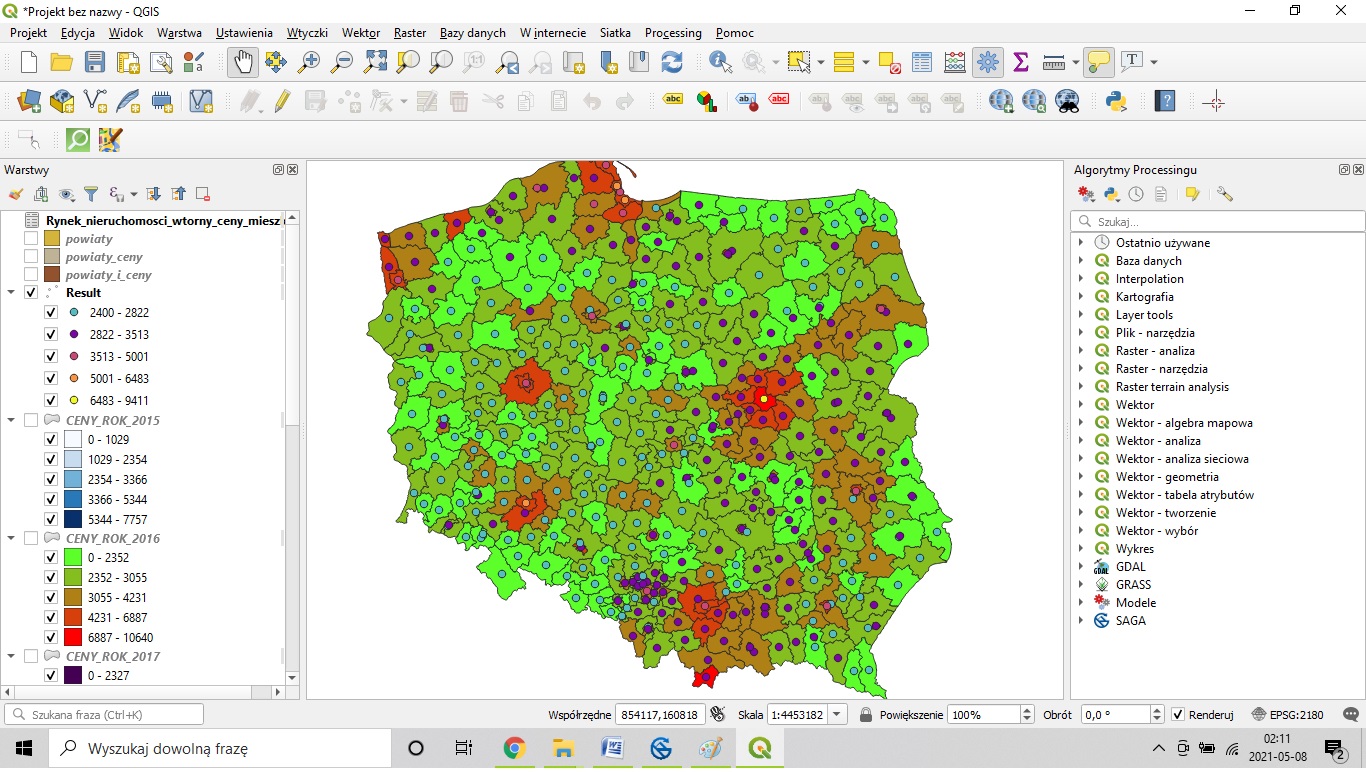 *Projekt bez nazwy - QGIS
Projekt Edycja Widok Warstwa Ustawienia Wtyczki Wektor Raster Bazy danych W internecie Siatka Processing Pomoc
Warstwy
Rynek_nieruchomosci_wtorny_ceny_miesz
powiaty
powiaty_ceny
powiaty_i_ceny
Result
2400 - 2822
2822 - 3513
3513 - 5001
5001 - 6483
6483 - 9411
CENY_ROK_2015
0 - 1029
1029 - 2354
2354 - 3366
3366 - 5344
5344 - 7757
CENY_ROK_2016
0 - 2352
2352 - 3055
3055 - 4231
4231 - 6887
6887 - 10640
CENY_ROK_2017
0 - 2327
Algorytmy Processingu
Szukaj...
Ostatnio używane
Baza danych
Interpolation
Kartografia
Layer tools
Plik - narzędzia
Raster - analiza
Raster - narzędzia
Raster terrain analysis
Wektor
Wektor - algebra mapowa
Wektor - analiza
Wektor - analiza sieciowa
Wektor - geometria
Wektor - tabela atrybutów
Wektor - tworzenie
Wektor - wybór
Wykres
GDAL
GRASS
Modele
SAGA
Szukana fraza (Ctrl+K)
Współrzędne 854117,160818 Skala 1:4453182 Powiększenie 100% Obrót 0,0 ° Renderuj EPSG:2180
Wyszukaj dowolną frazę
02:11
2021-05-08
2